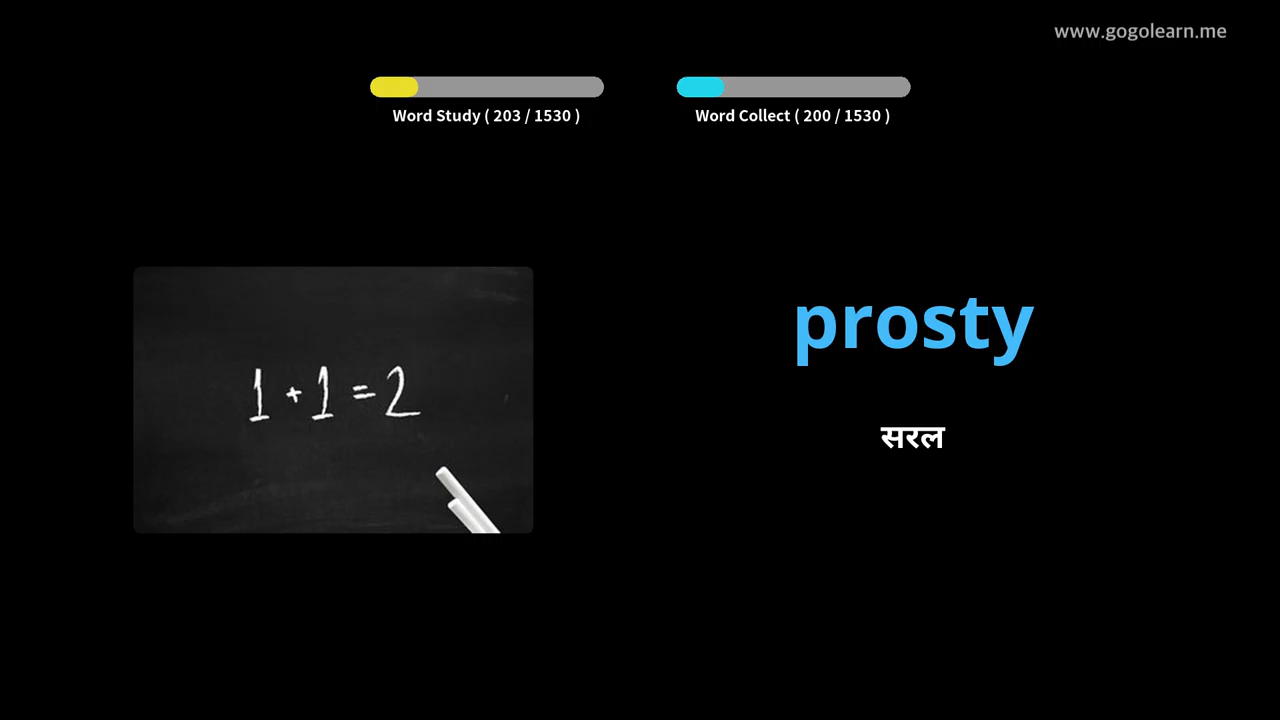 www.gogolearn.me
Word Study ( 203 / 1530 )
Word Collect ( 200 / 1530 )
1 + 1 = 2
prosty
सरल